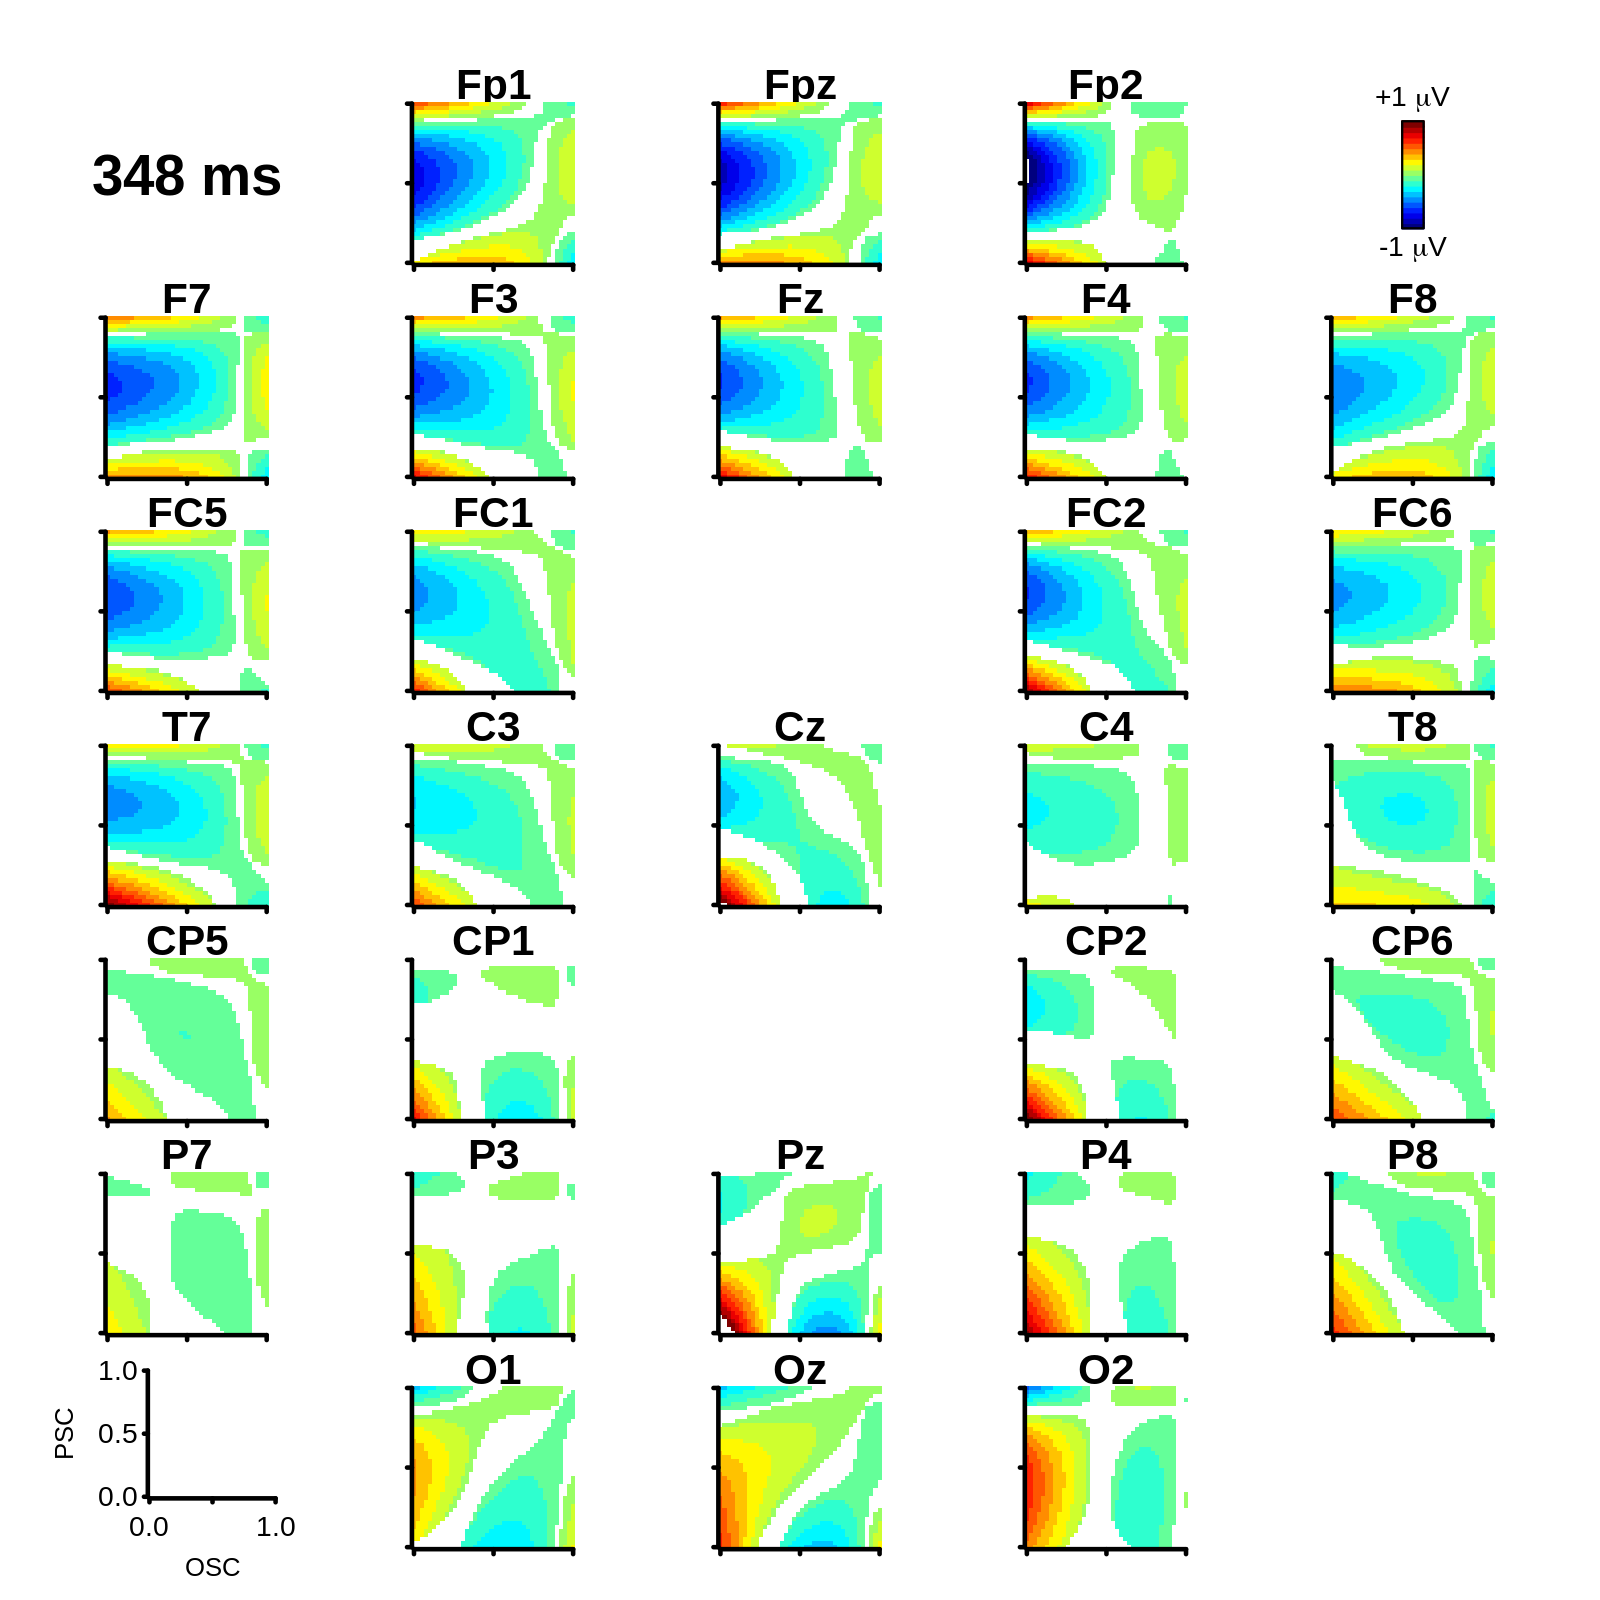 Fp1 Fpz Fp2
+1 μV
348 ms
-1 μV
F7 F3 Fz F4 F8
FC5 FC1 FC2 FC6
T7 C3 Cz C4 T8
CP5 CP1 CP2 CP6
P7 P3 Pz P4 P8
O1 Oz O2
1.0
PSC
0.5
0.0
0.0 1.0
OSC